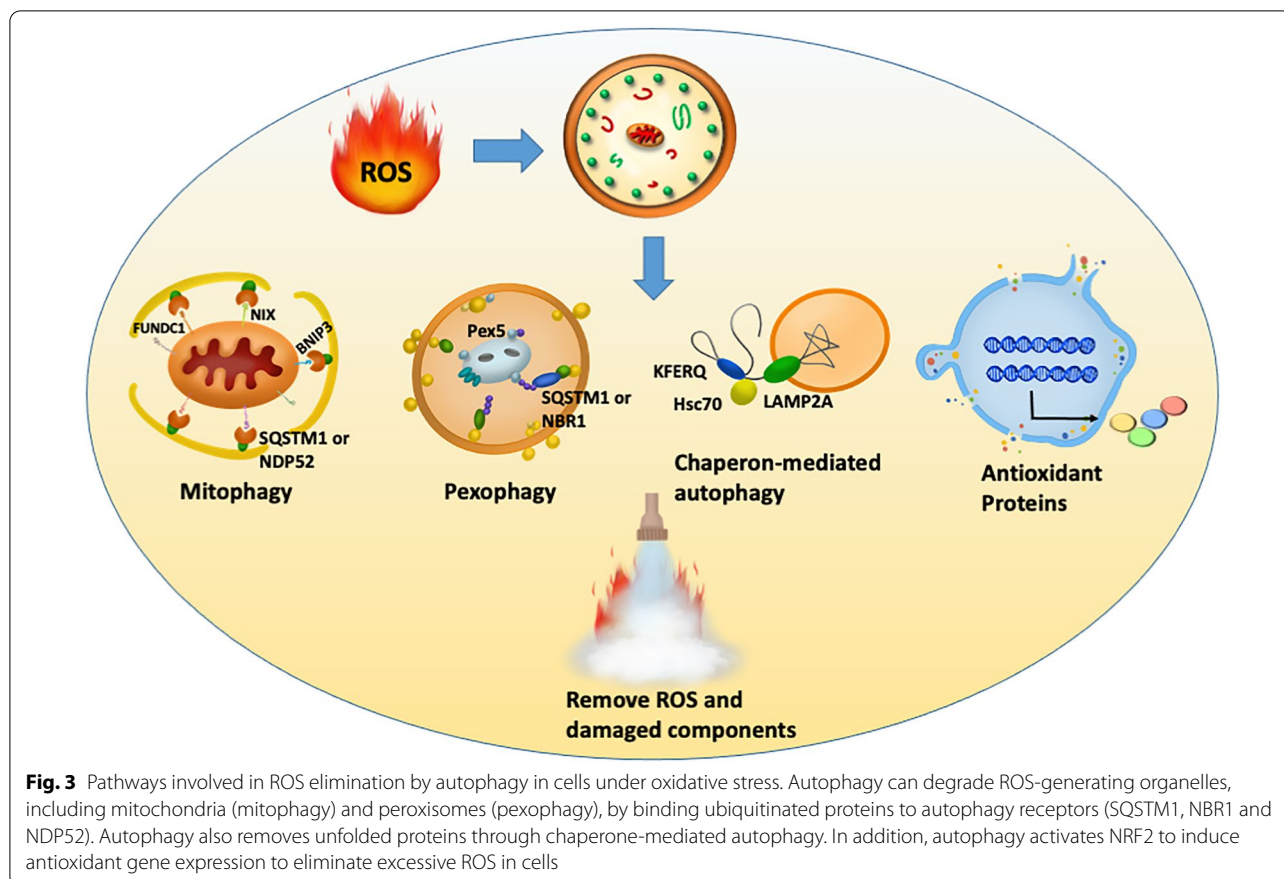 ROS
FUNDC1
NIX
BNIP3
SQSTM1 or
NDP52
Mitophagy
Pex5
SQSTM1 or
NBR1
Pexophagy
KFERQ
Hsc70
LAMP2A
Chaperon-mediated
autophagy
Antioxidant
Proteins
Remove ROS and
damaged components
Fig. 3 Pathways involved in ROS elimination by autophagy in cells under oxidative stress. Autophagy can degrade ROS-generating organelles,
including mitochondria (mitophagy) and peroxisomes (pexophagy), by binding ubiquitinated proteins to autophagy receptors (SQSTM1, NBR1 and
NDP52). Autophagy also removes unfolded proteins through chaperone-mediated autophagy. In addition, autophagy activates NRF2 to induce
antioxidant gene expression to eliminate excessive ROS in cells